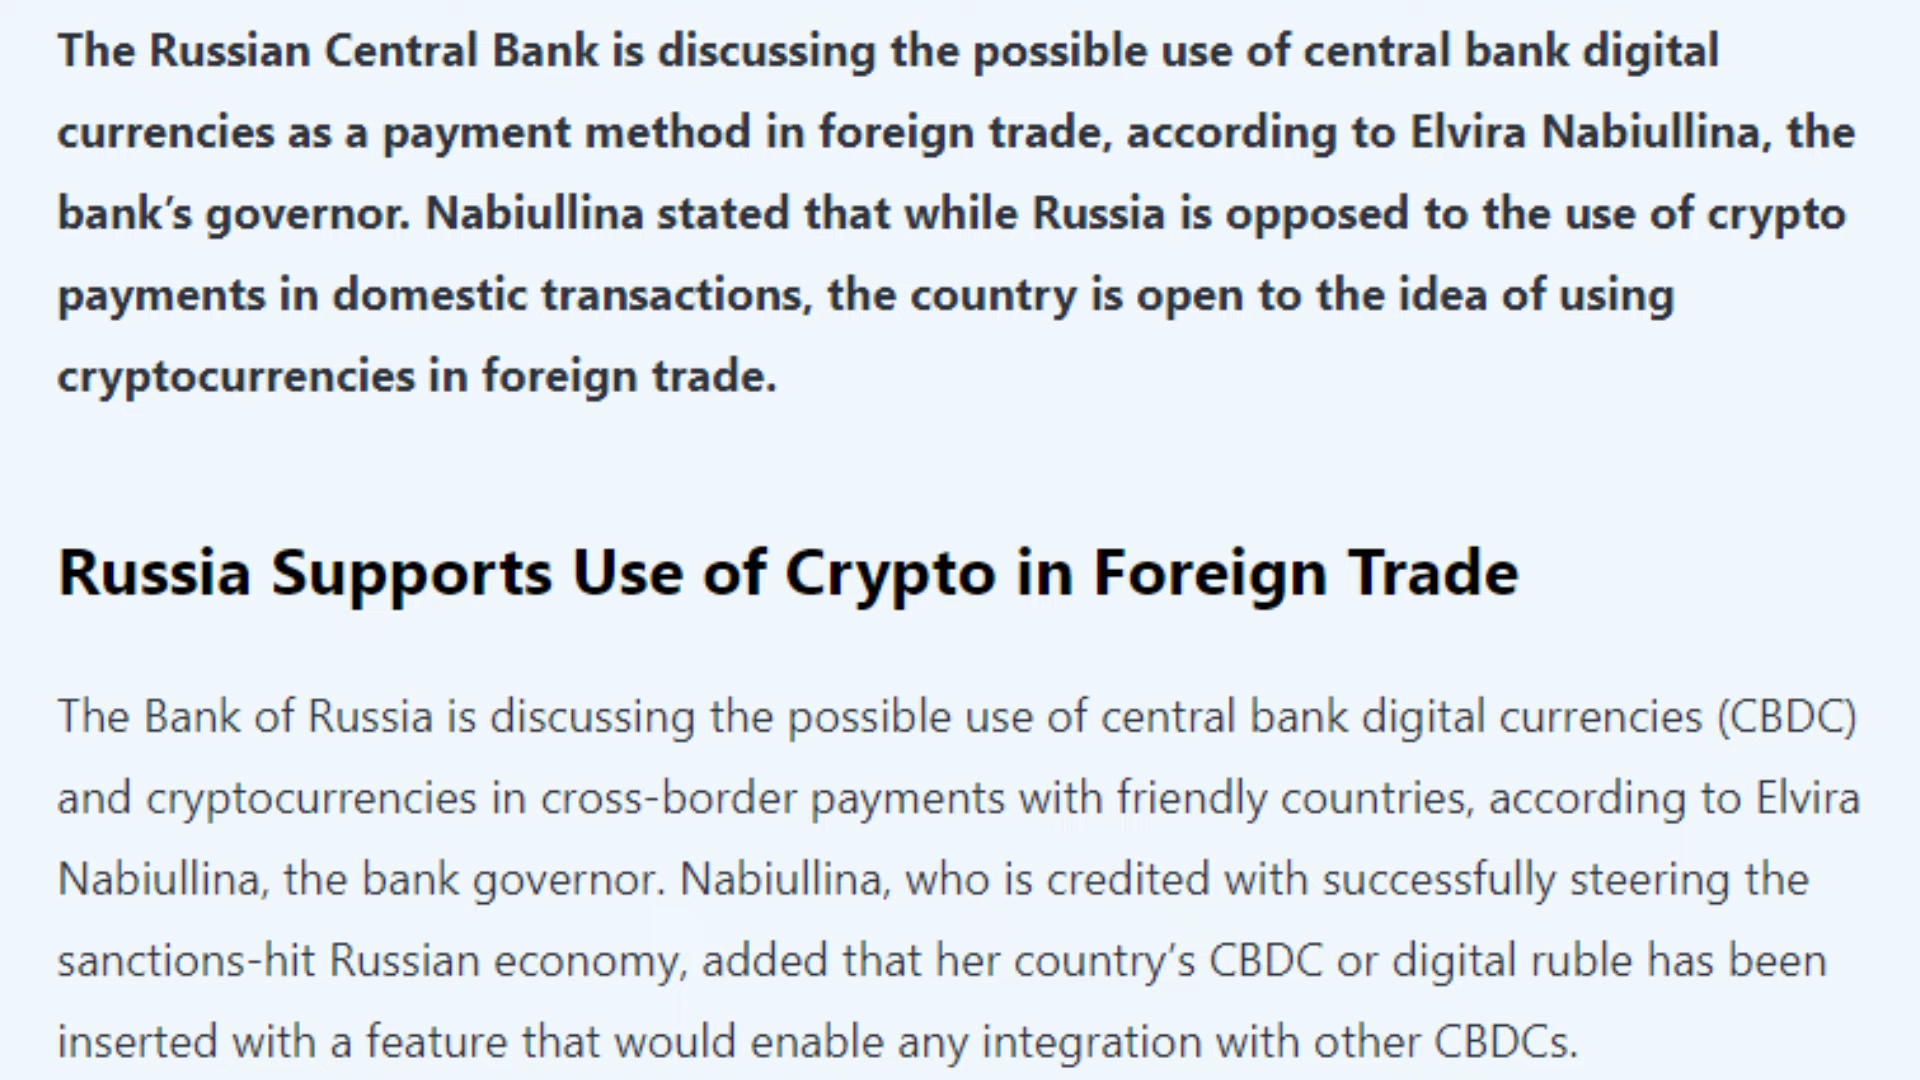 The Russian Central Bank is discussing the possible use of central bank digital
currencies as a payment method in foreign trade, according to Elvira Nabiullina, the
bank’s governor. Nabiullina stated that while Russia is opposed to the use of crypto
payments in domestic transactions, the country is open to the idea of using
cryptocurrencies in foreign trade.
Russia Supports Use of Crypto in Foreign Trade
The Bank of Russia is discussing the possible use of central bank digital currencies (CBDC)
and cryptocurrencies in cross-border payments with friendly countries, according to Elvira
Nabiullina, the bank governor. Nabiullina, who is credited with successfully steering the
sanctions-hit Russian economy, added that her country’s CBDC or digital ruble has been
inserted with a feature that would enable any integration with other CBDCs.